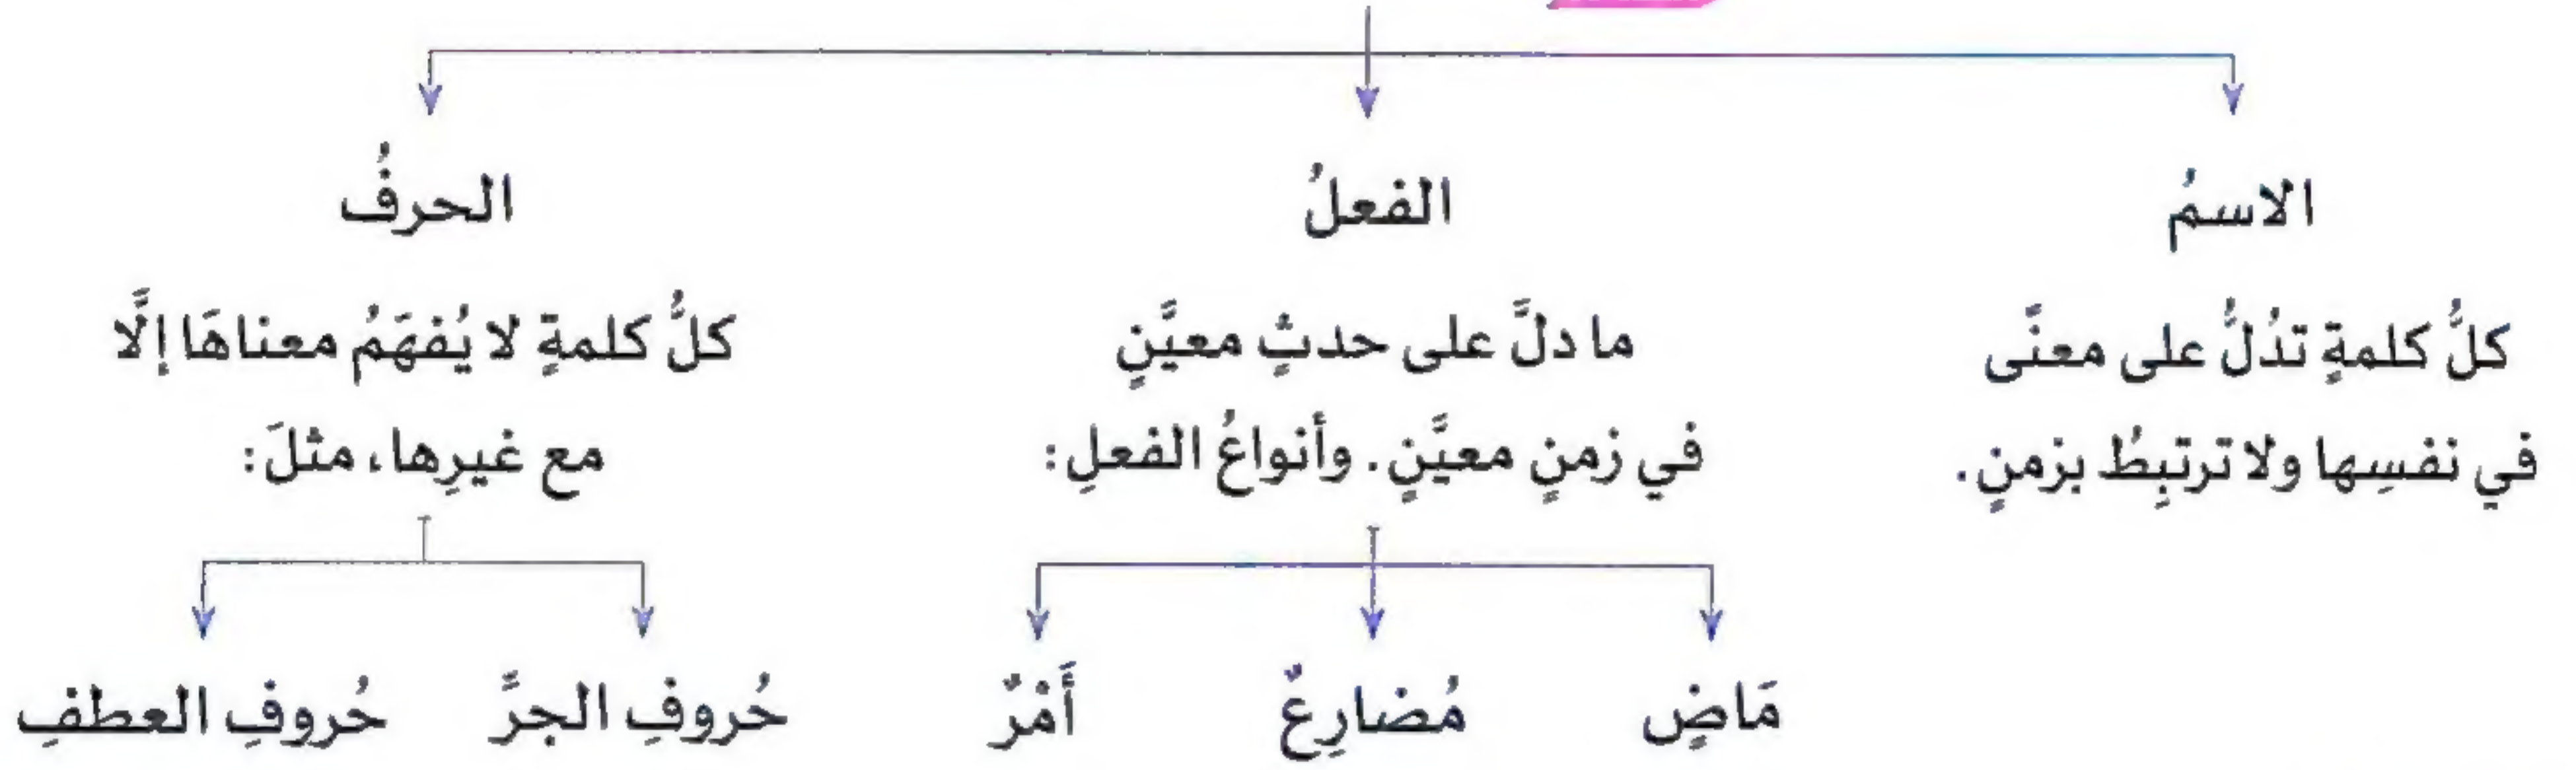 الاسمُ
كلُّ كلمةٍ تدُلُّ على معنًى
في نفسِها ولا ترتبِطُ بزمنٍ.
الفعلُ
ما دلَّ على حدثٍ معيَّنٍ
في زمنٍ معيَّنٍ. وأنواعُ الفعلِ:
مَاضٍ
مُضارِعٌ
أَمْرٌ
الحرفُ
كلُّ كلمةٍ لا يُفهَمُ معناهَا إلَّا
مع غيرِها، مثلَ:
حُروفِ الجرِّ
حُروفِ العطفِ